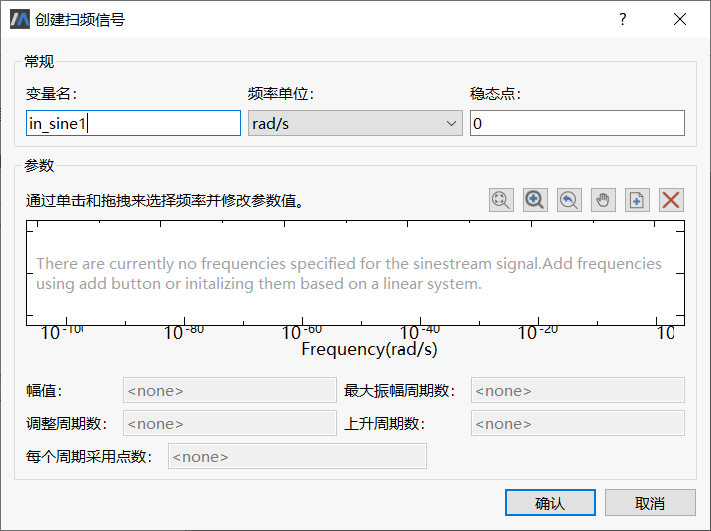 创建扫频信号
?
常规
变量名：
频率单位：
稳态点：
in_sine1
rad/s
0
参数
通过单击和拖拽来选择频率并修改参数值。
There are currently no frequencies specified for the sinestream signal.Add frequencies
using add button or initalizing them based on a linear system.
10⁻⁸⁰ 10⁻⁶⁰ 10⁻⁴⁰ 10⁻²⁰
Frequency(rad/s)
幅值：
<none>
最大振幅周期数：
<none>
调整周期数：
<none>
上升周期数：
<none>
每个周期采用点数：
<none>
确认
取消